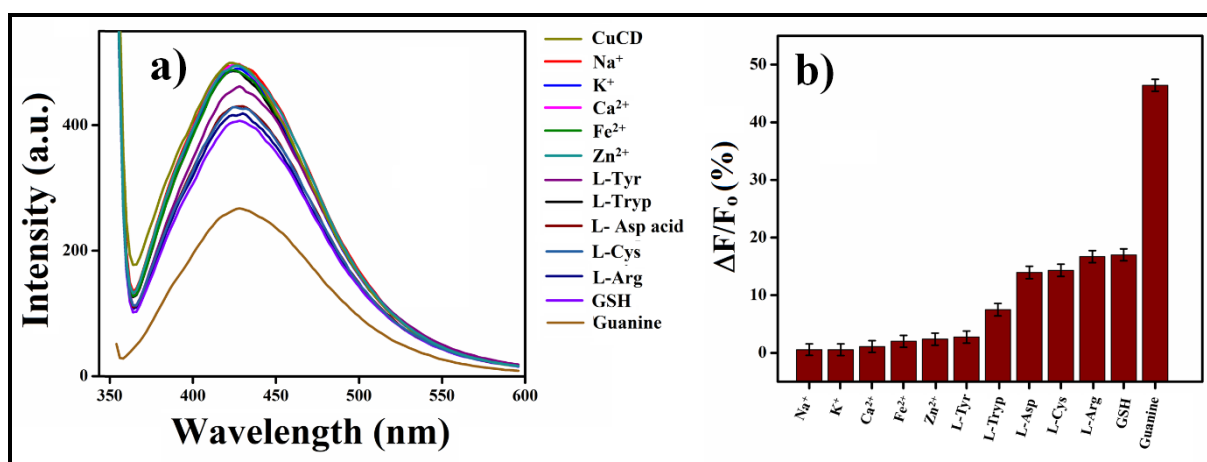 a)
Intensity (a.u.)
400
200
0
350 400 450 500 550 600
Wavelength (nm)
CuCD
Na⁺
K⁺
Ca²⁺
Fe²⁺
Zn²⁺
L-Tyr
L-Tryp
L- Asp acid
L-Cys
L-Arg
GSH
Guanine
b)
ΔF/Fₒ (%)
50
40
30
20
10
0
Na⁺ K⁺ Ca²⁺ Fe²⁺ Zn²⁺ L-Tyr L-Tryp L-Asp L-Cys L-Arg GSH Guanine